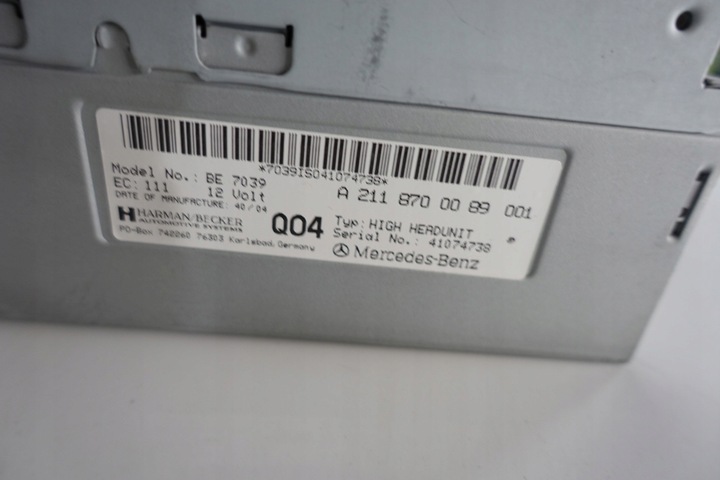 *7039IS041074738*
Model No.: BE 7039
A 211 870 00 89 001
EC: 111 12 Volt
DATE OF MANUFACTURE: 40/04
HARMAN/BECKER
AUTOMOTIVE SYSTEMS
Q04
Typ: HIGH HEADUNIT
Serial No.: 41074738
PO-Box 742260 76303 Karlsbad, Germany
Mercedes-Benz